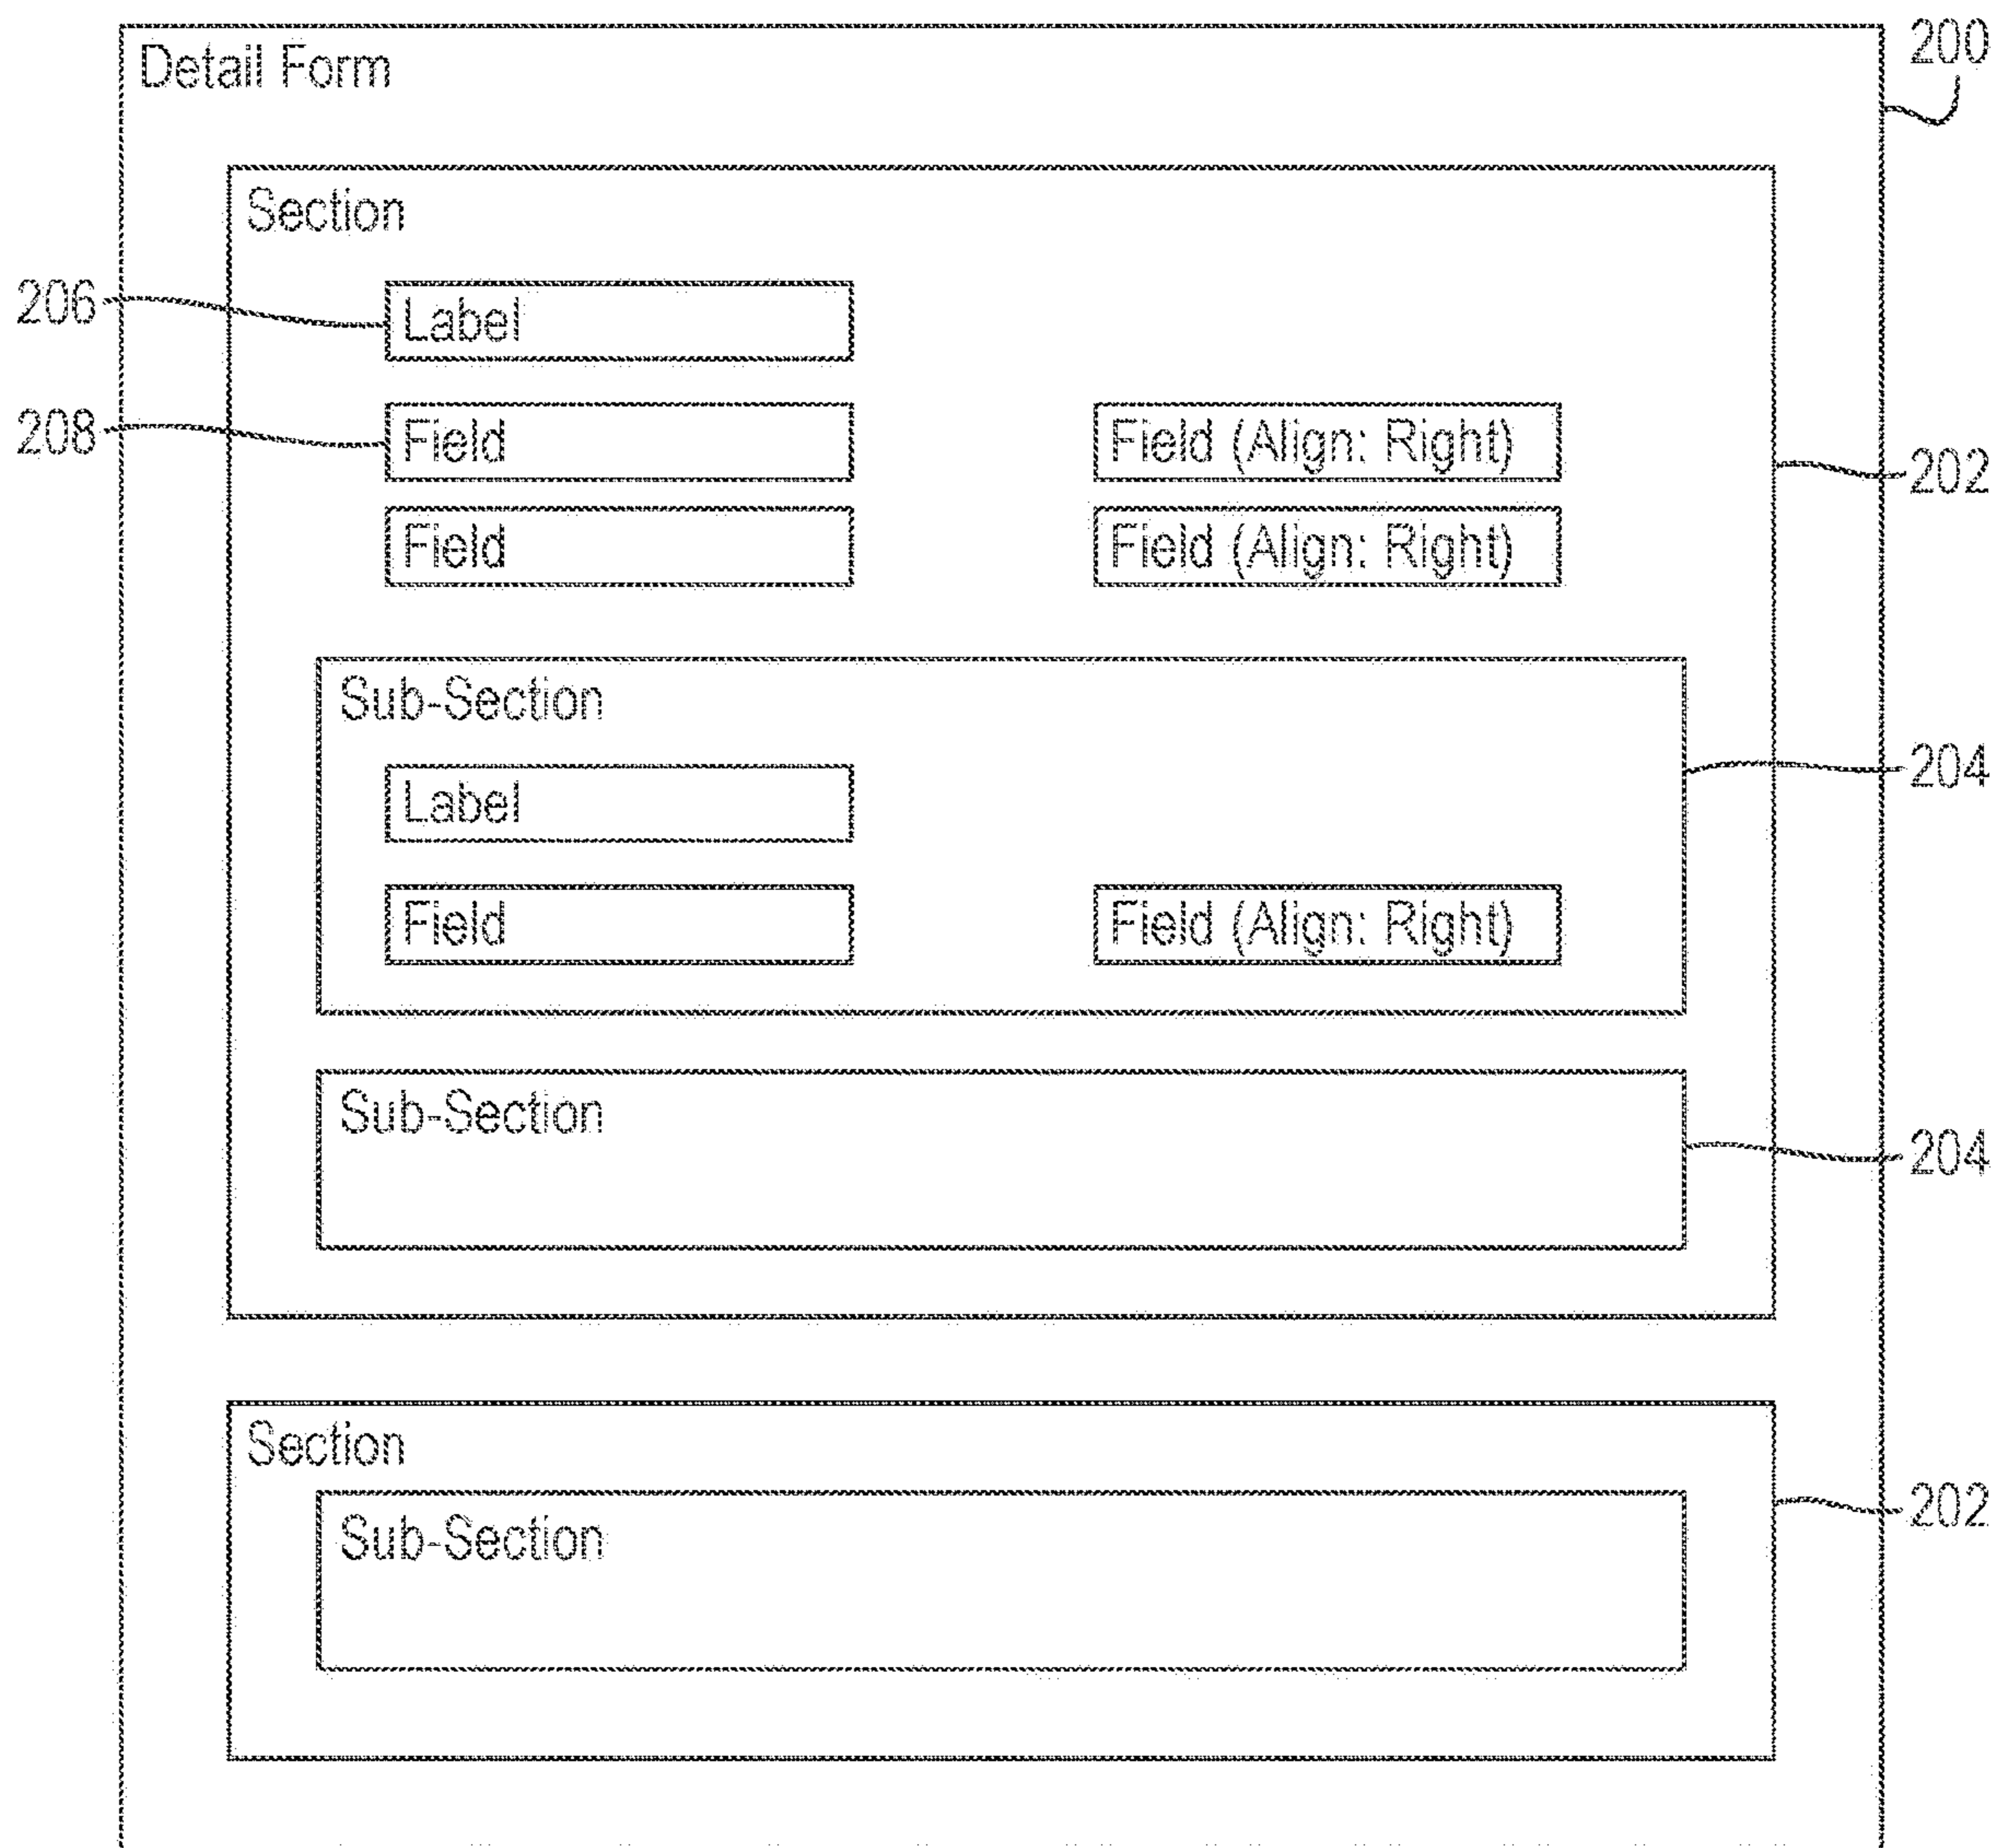 200
Detail Form
Section
206
Label
208
Field
Field (Align: Right)
202
Field
Field (Align: Right)
Sub-Section
204
Label
Field
Field (Align: Right)
Sub-Section
204
Section
202
Sub-Section